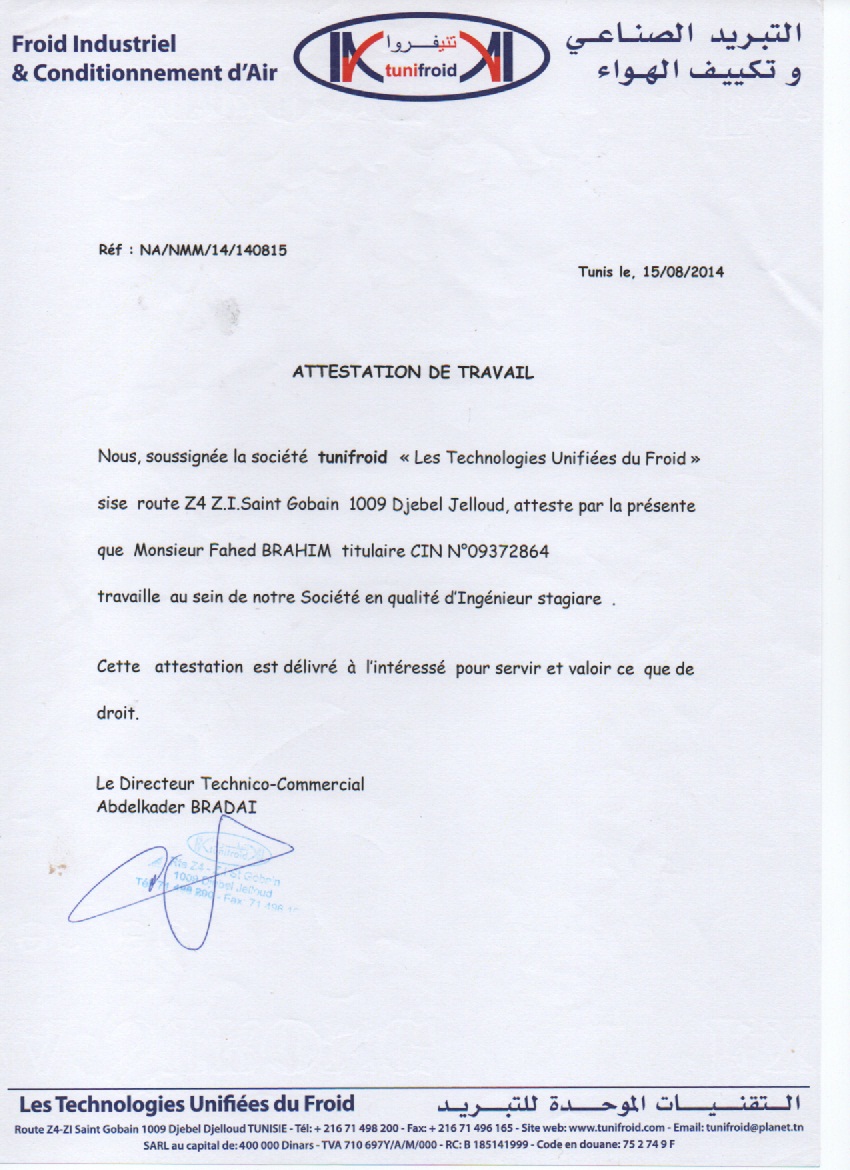 Froid Industriel
& Conditionnement d'Air
تنيفروا
tunifroid
التبريد الصناعي
و تكييف الهواء
Réf : NA/NMM/14/140815
Tunis le, 15/08/2014
ATTESTATION DE TRAVAIL
Nous, soussignée la société tunifroid « Les Technologies Unifiées du Froid »
sise route Z4 Z.I.Saint Gobain 1009 Djebel Jelloud, atteste par la présente
que Monsieur Fahed BRAHIM titulaire CIN N°09372864
travaille au sein de notre Société en qualité d'Ingénieur stagiare .
Cette attestation est délivré à l'intéressé pour servir et valoir ce que de
droit.
Le Directeur Technico-Commercial
Abdelkader BRADAI
tunifroid
Rte Z4 - St Gobain
1009 Djebel Jelloud
Tél 71 498 200 - Fax: 71 496
Les Technologies Unifiées du Froid
التقنيات الموحدة للتبريد
Route Z4-ZI Saint Gobain 1009 Djebel Djelloud TUNISIE - Tél: + 216 71 498 200 - Fax: + 216 71 496 165 - Site web: www.tunifroid.com - Email: tunifroid@planet.tn
SARL au capital de: 400 000 Dinars - TVA 710 697Y/A/M/000 - RC: B 185141999 - Code en douane: 75 2 74 9 F